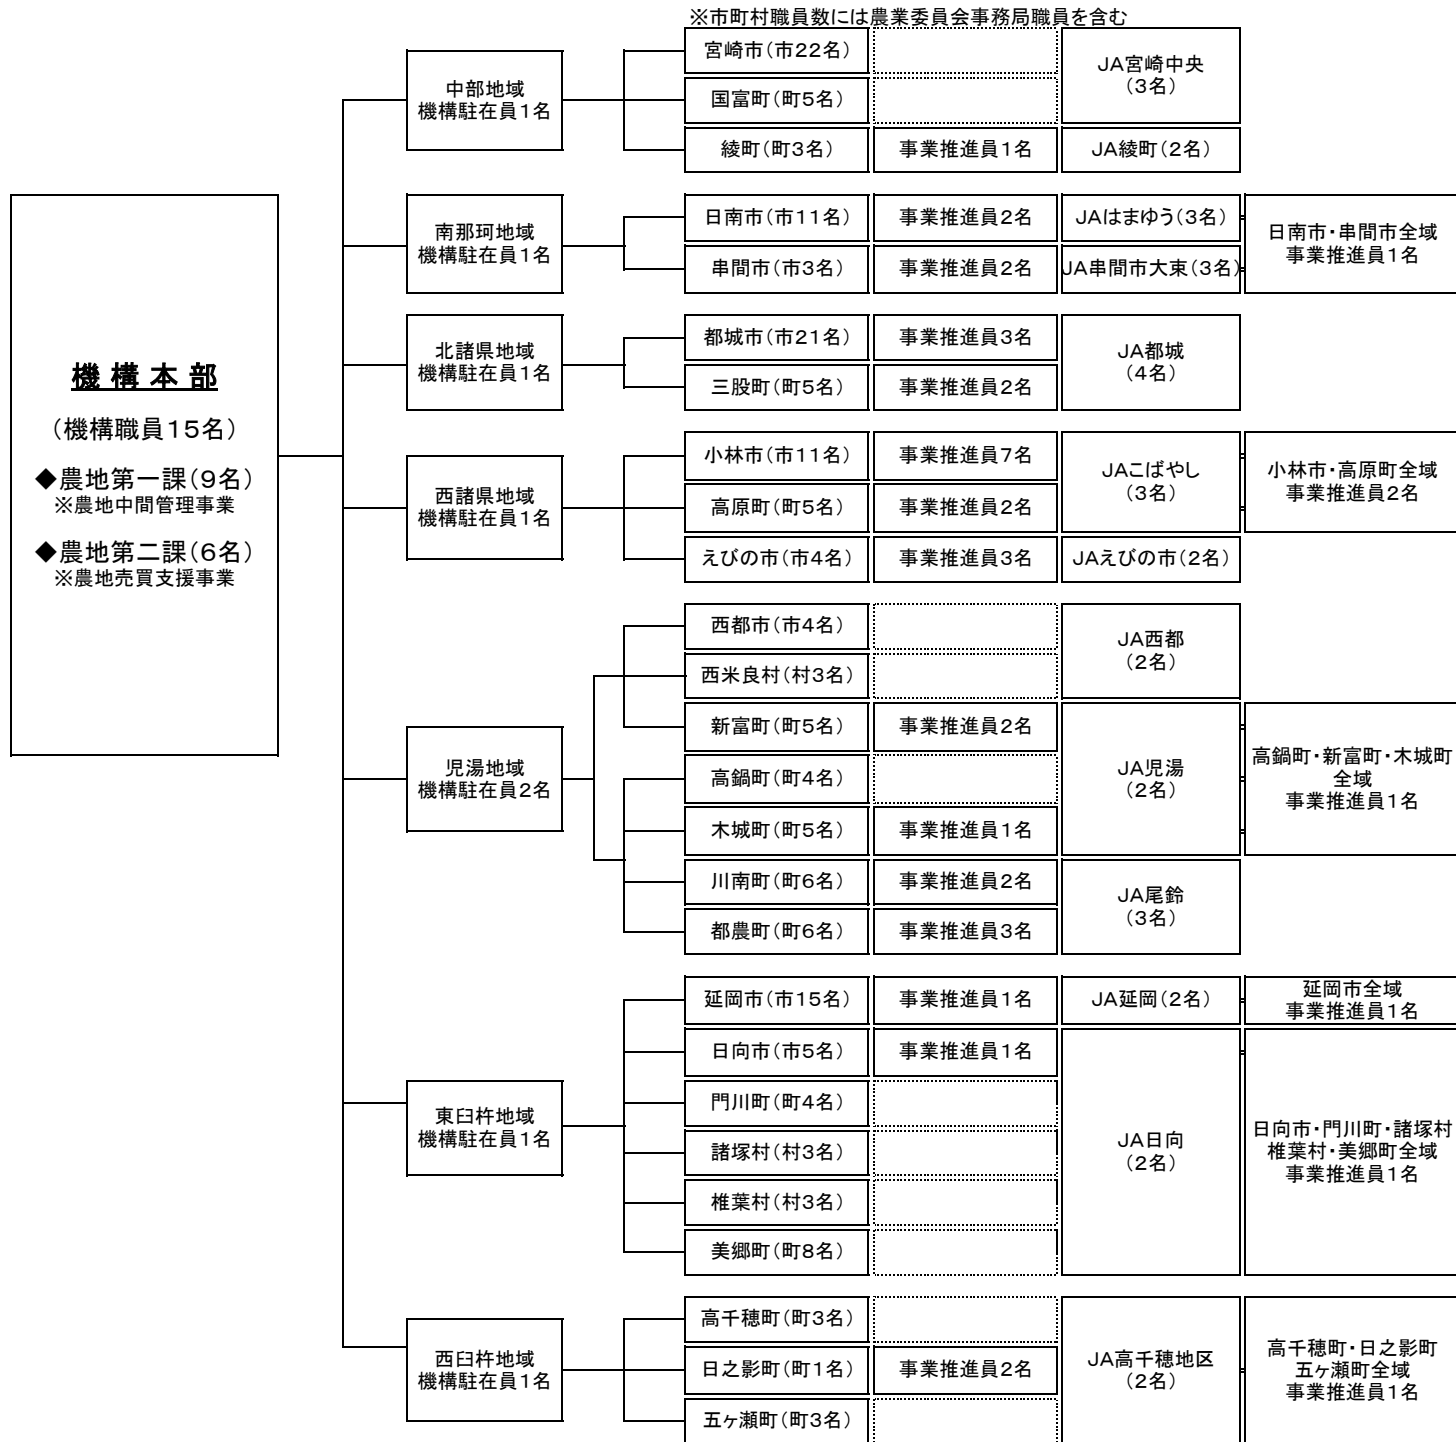 ※市町村職員数には農業委員会事務局職員を含む
機構本部
（機構職員15名）
◆農地第一課（9名）
※農地中間管理事業
◆農地第二課（6名）
※農地売買支援事業
中部地域
機構駐在員1名
宮崎市（市22名）
国富町（町5名）
JA宮崎中央
（3名）
綾町（町3名）
事業推進員1名
JA綾町（2名）
南那珂地域
機構駐在員1名
日南市（市11名）
事業推進員2名
JAはまゆう（3名）
串間市（市3名）
事業推進員2名
JA串間市大束（3名）
日南市・串間市全域
事業推進員1名
北諸県地域
機構駐在員1名
都城市（市21名）
事業推進員3名
三股町（町5名）
事業推進員2名
JA都城
（4名）
西諸県地域
機構駐在員1名
小林市（市11名）
事業推進員7名
高原町（町5名）
事業推進員2名
JAこばやし
（3名）
小林市・高原町全域
事業推進員2名
えびの市（市4名）
事業推進員3名
JAえびの市（2名）
児湯地域
機構駐在員2名
西都市（市4名）
西米良村（村3名）
JA西都
（2名）
新富町（町5名）
事業推進員2名
高鍋町（町4名）
木城町（町5名）
事業推進員1名
JA児湯
（2名）
高鍋町・新富町・木城町
全域
事業推進員1名
川南町（町6名）
事業推進員2名
都農町（町6名）
事業推進員3名
JA尾鈴
（3名）
東臼杵地域
機構駐在員1名
延岡市（市15名）
事業推進員1名
JA延岡（2名）
延岡市全域
事業推進員1名
日向市（市5名）
事業推進員1名
門川町（町4名）
諸塚村（村3名）
椎葉村（村3名）
美郷町（町8名）
JA日向
（2名）
日向市・門川町・諸塚村
椎葉村・美郷町全域
事業推進員1名
西臼杵地域
機構駐在員1名
高千穂町（町3名）
日之影町（町1名）
事業推進員2名
五ヶ瀬町（町3名）
JA高千穂地区
（2名）
高千穂町・日之影町
五ヶ瀬町全域
事業推進員1名